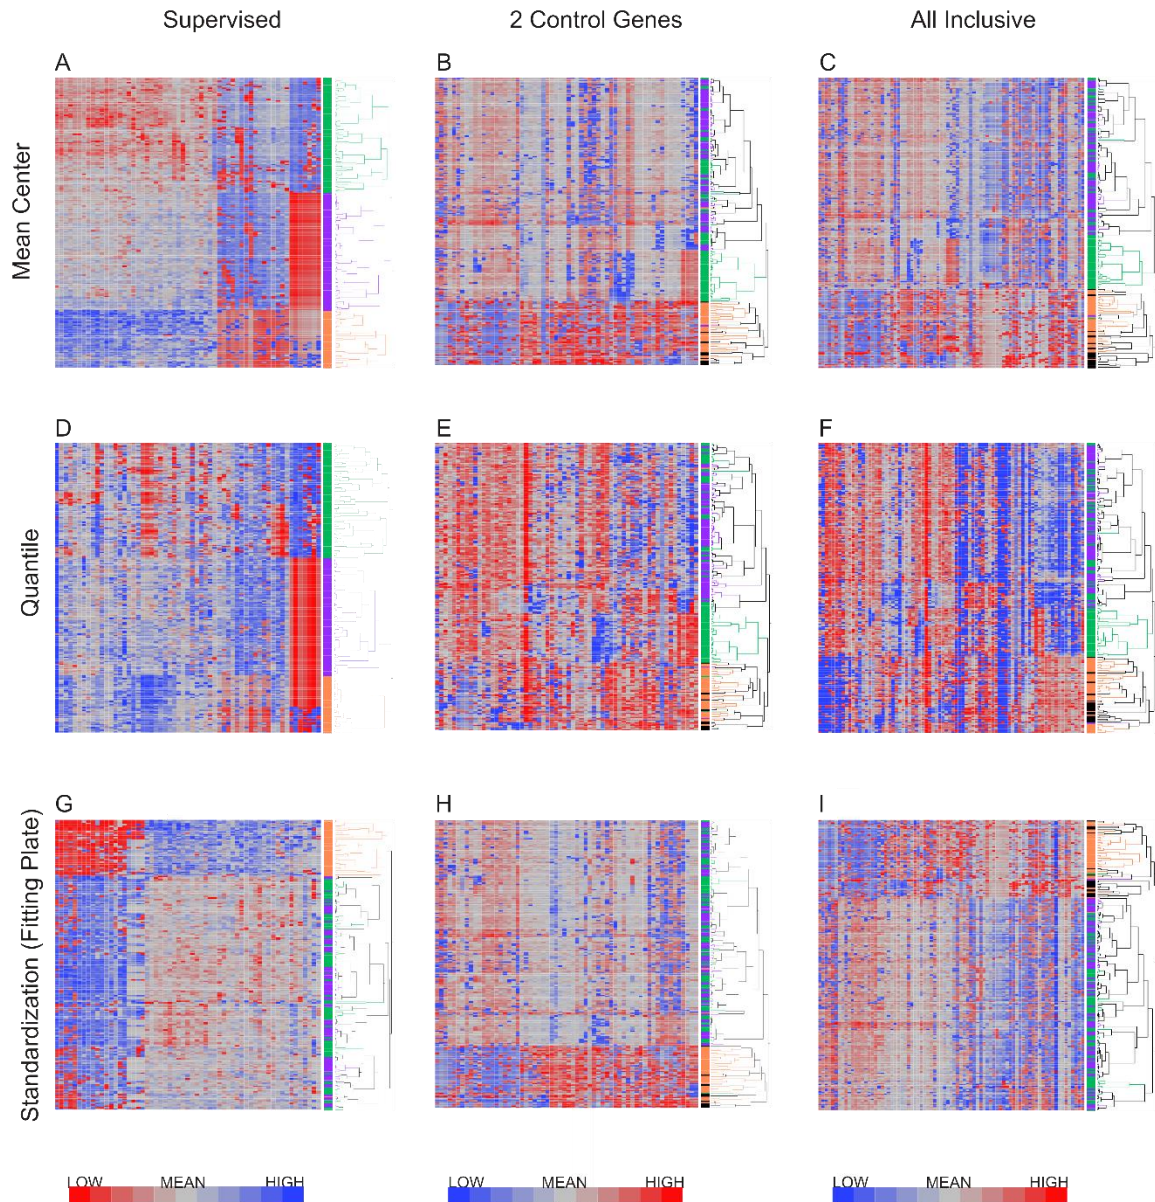 Supervised 2 Control Genes All Inclusive
A B C
Mean Center
D E F
Quantile
G H I
Standardization (Fitting Plate)
LOW MEAN HIGH LOW MEAN HIGH LOW MEAN HIGH